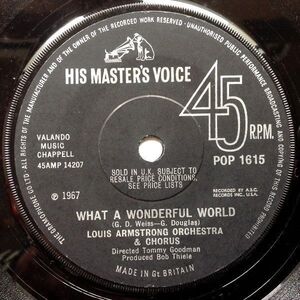 ALL RIGHTS OF THE MANUFACTURER AND OF THE OWNER OF THE RECORDED WORK RESERVED · UNAUTHORISED PUBLIC PERFORMANCE BROADCASTING AND COPYING OF THIS RECORD PROHIBITED
THE GRAMOPHONE CO. LTD.
HIS MASTER'S VOICE
45
R.P.M.
POP 1615
VALANDO
MUSIC
CHAPPELL
45AMP 14207
SOLD IN U.K. SUBJECT TO
RESALE PRICE CONDITIONS,
SEE PRICE LISTS
RECORDED BY A.B.C.
RECORDS INC. U.S.A.
℗ 1967
WHAT A WONDERFUL WORLD
(G. D. Weiss—G. Douglas)
LOUIS ARMSTRONG ORCHESTRA
& CHORUS
Directed Tommy Goodman
Produced Bob Thiele
MADE IN Gt. BRITAIN